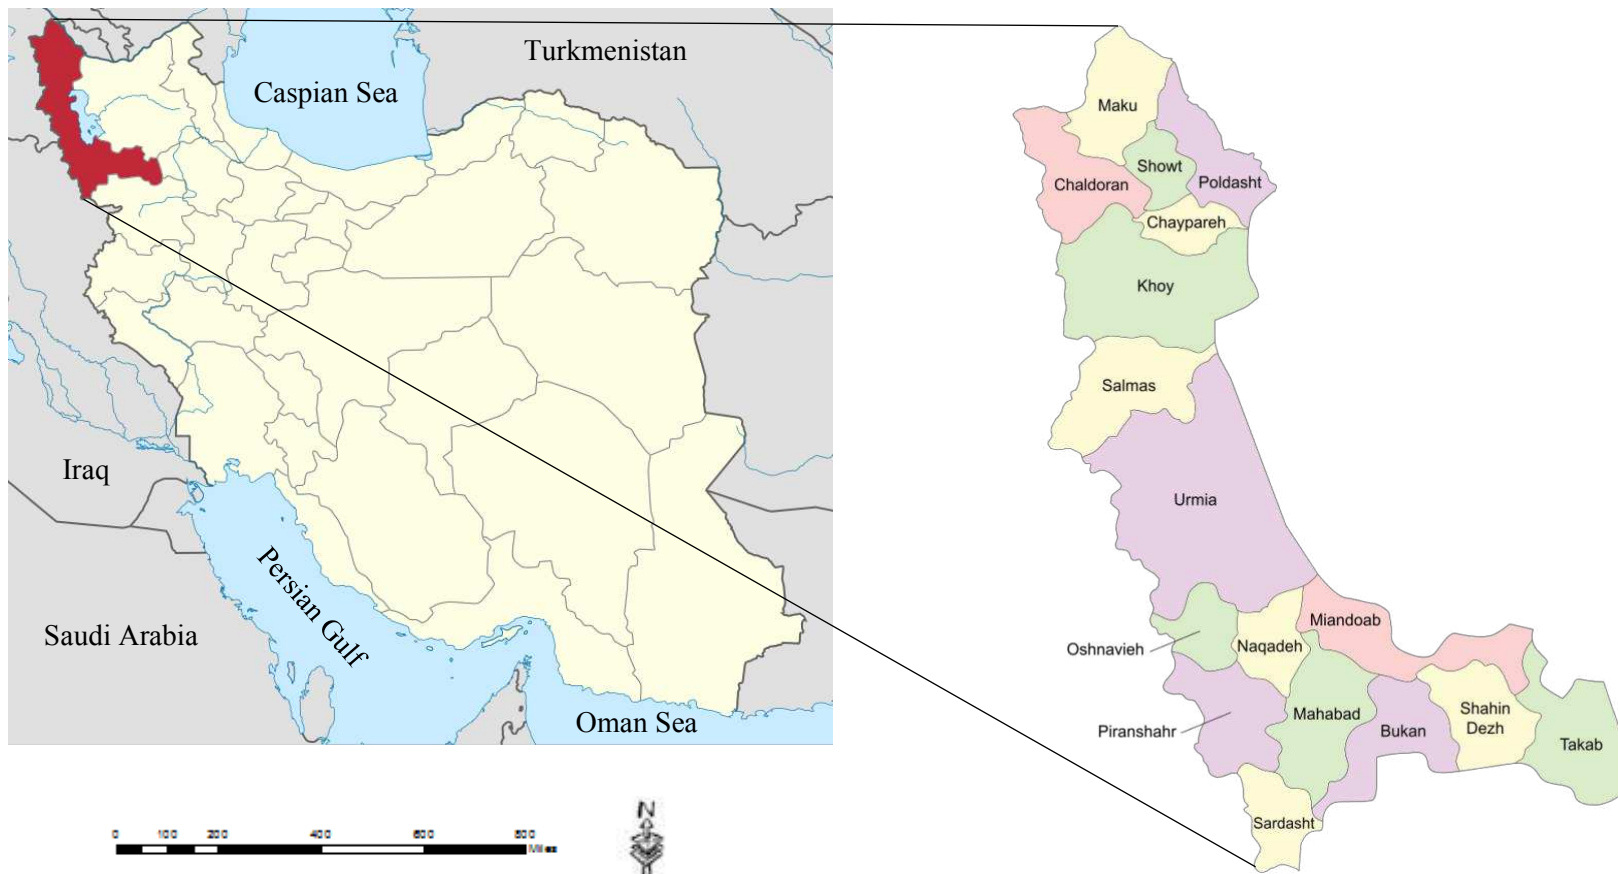 Turkmenistan
Caspian Sea
Iraq
Persian Gulf
Saudi Arabia
Oman Sea
0 100 200 400 600 800
Miles
N
Maku
Showt
Poldasht
Chaldoran
Chaypareh
Khoy
Salmas
Urmia
Miandoab
Oshnavieh
Naqadeh
Piranshahr
Mahabad
Bukan
Shahin
Dezh
Takab
Sardasht